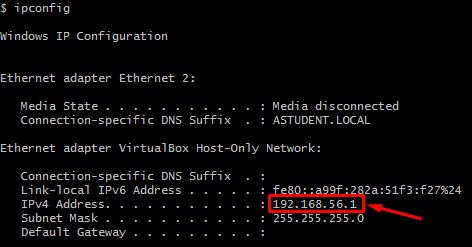 $ ipconfig
Windows IP Configuration
Ethernet adapter Ethernet 2:
Media State . . . . . . . . . . . : Media disconnected
Connection-specific DNS Suffix  . : ASTUDENT.LOCAL
Ethernet adapter VirtualBox Host-Only Network:
Connection-specific DNS Suffix  . :
Link-local IPv6 Address . . . . . : fe80::a99f:282a:51f3:f27%24
IPv4 Address. . . . . . . . . . . : 192.168.56.1
Subnet Mask . . . . . . . . . . . : 255.255.255.0
Default Gateway . . . . . . . . . :